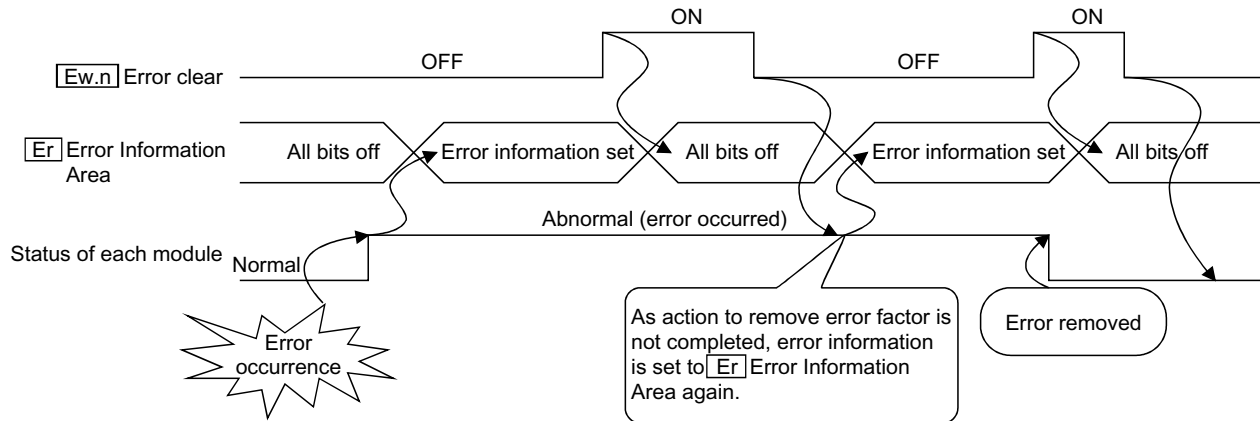 ON
ON
OFF
OFF
Ew.n Error clear
Er Error Information
Area
All bits off
Error information set
All bits off
Error information set
All bits off
Abnormal (error occurred)
Status of each module
Normal
Error
occurrence
As action to remove error factor is
not completed, error information
is set to Er Error Information
Area again.
Error removed